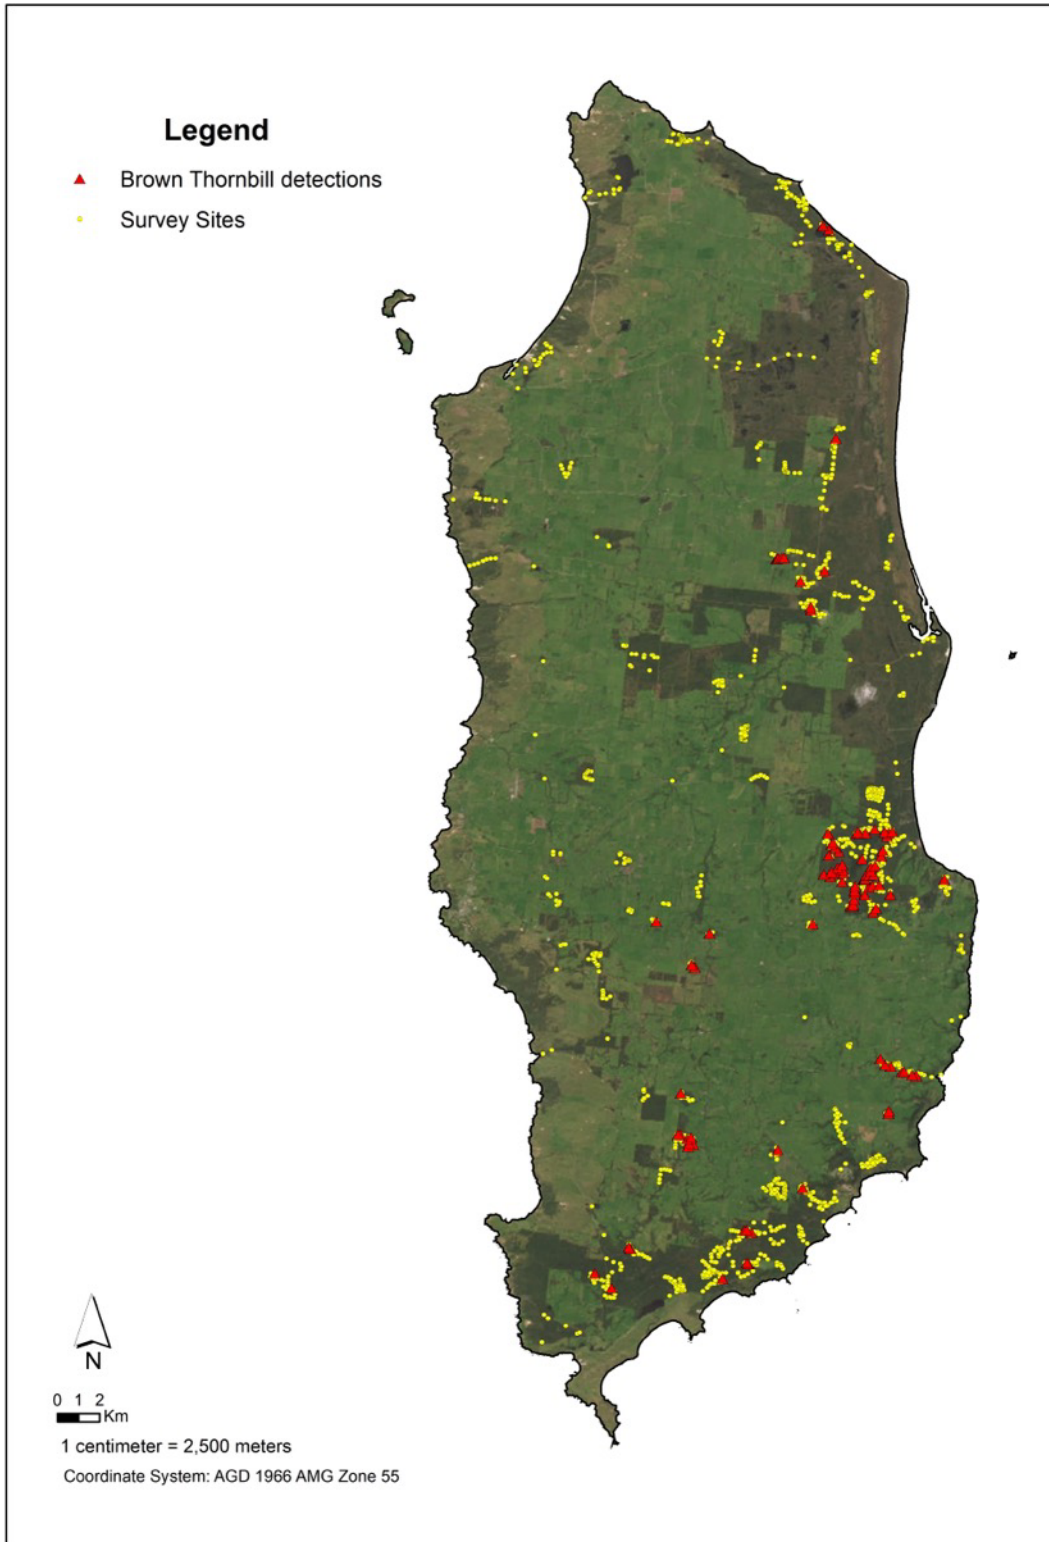 Legend
Brown Thornbill detections
Survey Sites
N
0 1 2
Km
1 centimeter = 2,500 meters
Coordinate System: AGD 1966 AMG Zone 55